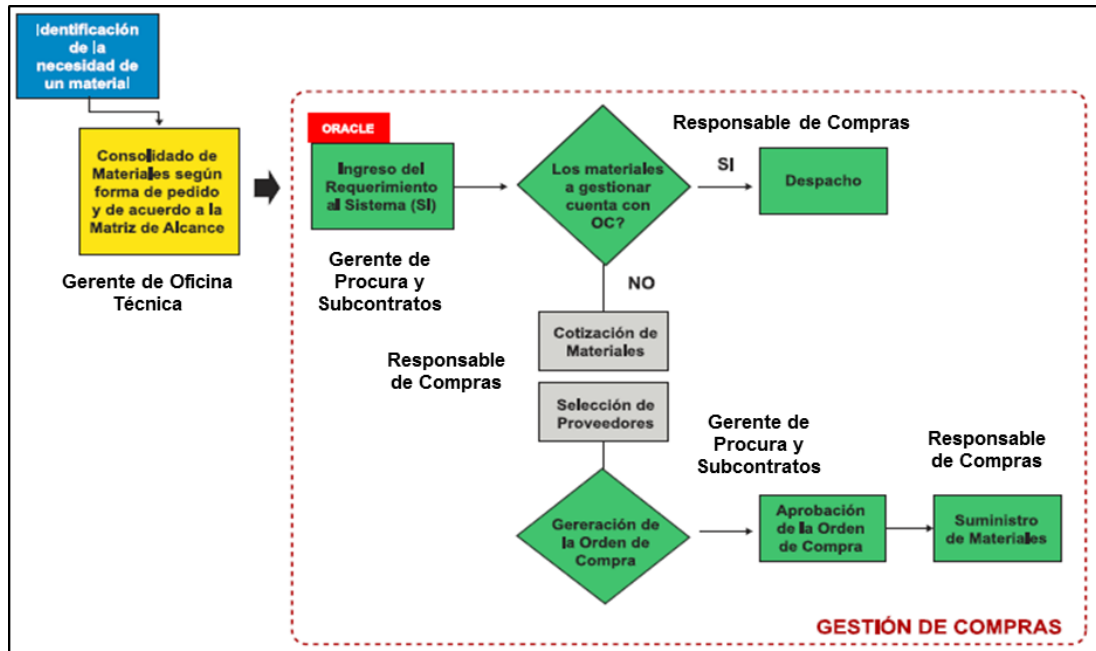 Identificación
de la
necesidad de
un material
Consolidado de
Materiales según
forma de pedido
y de acuerdo a la
Matriz de Alcance
Gerente de Oficina
Técnica
ORACLE
Ingreso del
Requerimiento
al Sistema (SI)
Gerente de
Procura y
Subcontratos
Los materiales
a gestionar
cuenta con
OC?
Responsable de Compras
SI
Despacho
NO
Cotización de
Materiales
Responsable
de Compras
Selección de
Proveedores
Gereración de
la Orden de
Compra
Gerente de
Procura y
Subcontratos
Aprobación
de la Orden
de Compra
Responsable
de Compras
Suministro
de Materiales
GESTIÓN DE COMPRAS